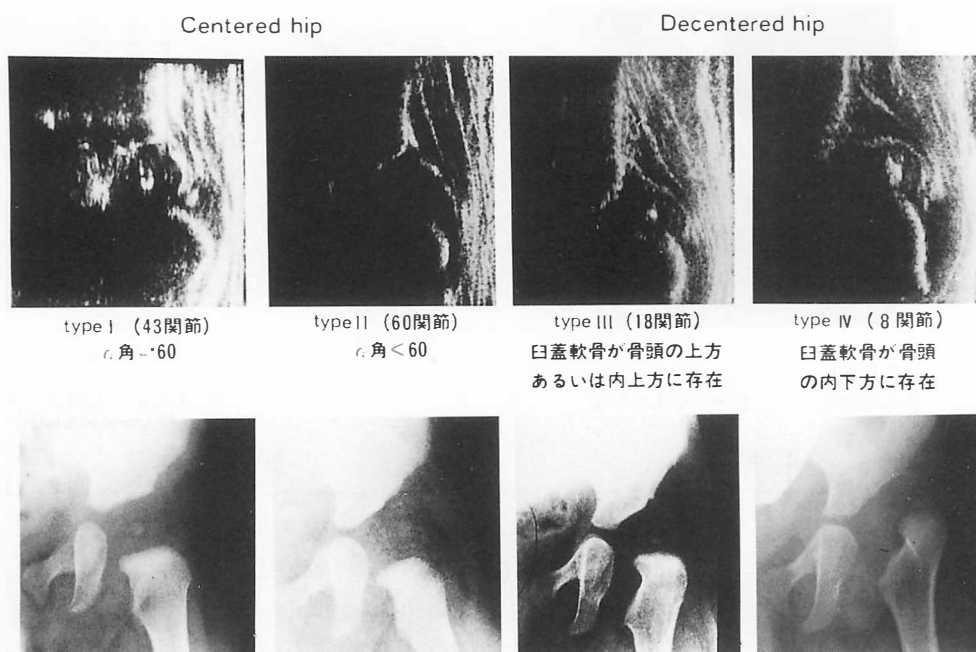 Centered hip
Decentered hip
type I (43関節)
角 60
type II (60関節)
角<60
type III (18関節)
臼蓋軟骨が骨頭の上方
あるいは内上方に存在
type IV (8関節)
臼蓋軟骨が骨頭
の内下方に存在